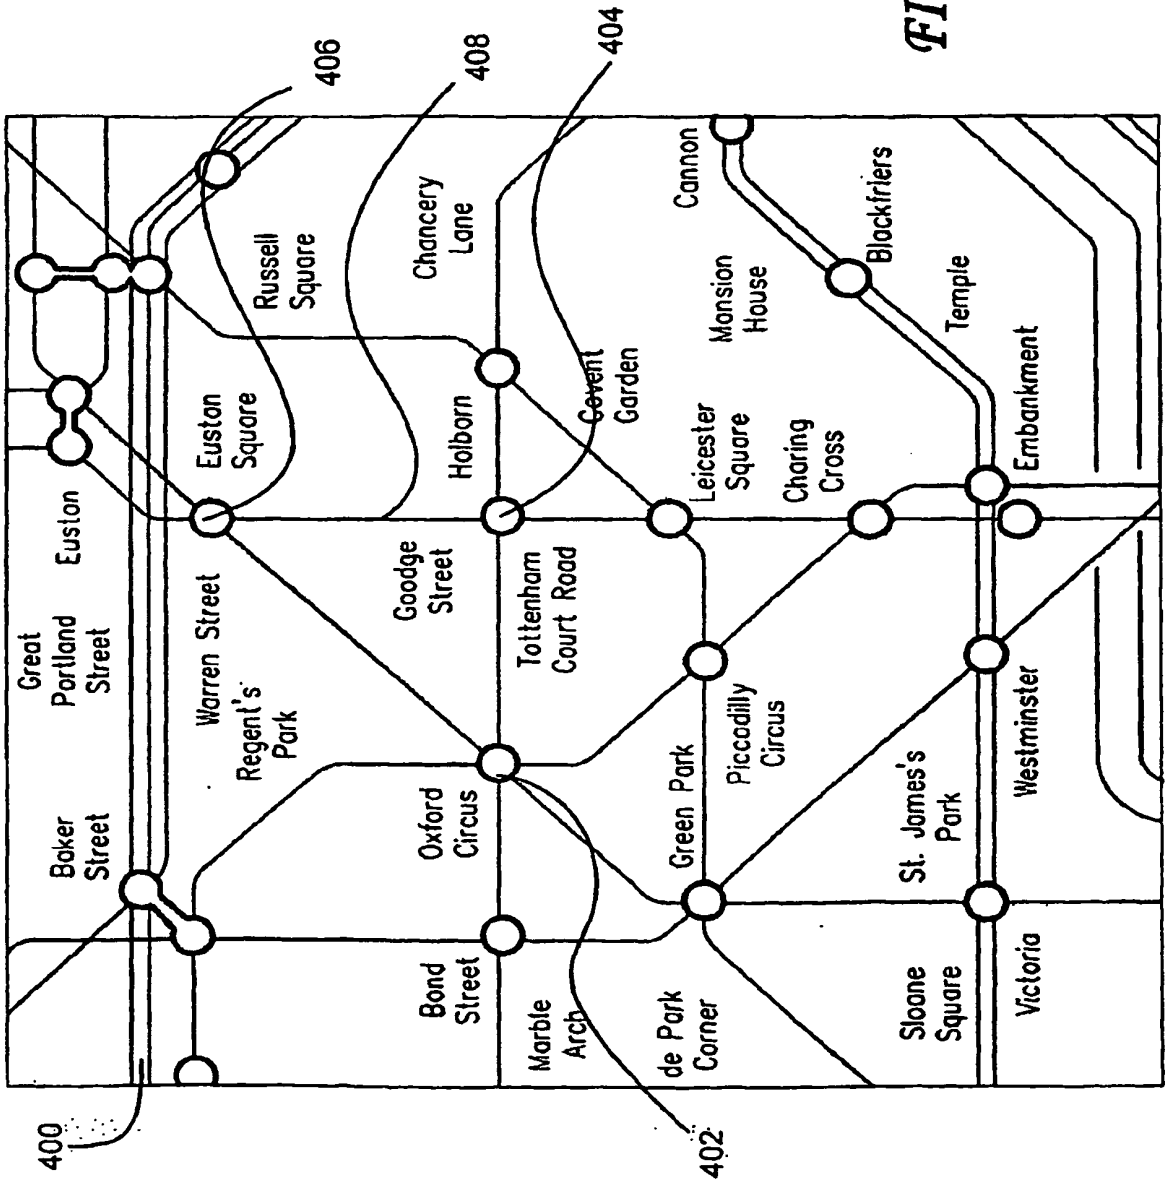 400
Baker
Street
Great
Portland
Street
Euston
Warren Street
Regent's
Park
Euston
Square
Russell
Square
406
408
404
402
Bond
Street
Oxford
Circus
Goodge
Street
Holborn
Chancery
Lane
Marble
Arch
Tottenham
Court Road
Covent
Garden
de Park
Corner
Green Park
Piccadilly
Circus
Leicester
Square
Charing
Cross
Monsion
House
Cannon
Blackfriers
Temple
Sloane
Square
St. James's
Park
Victoria
Westminster
Embankment
FI